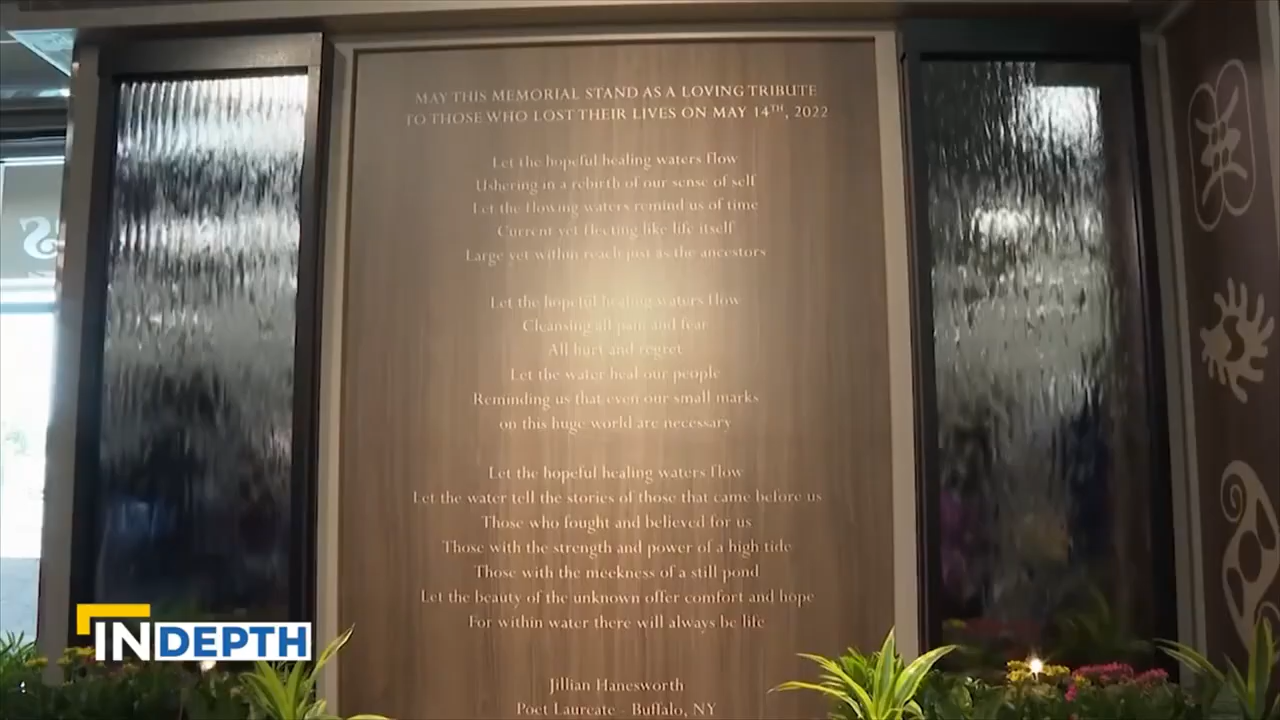 MAY THIS MEMORIAL STAND AS A LOVING TRIBUTE
TO THOSE WHO LOST THEIR LIVES ON MAY 14TH, 2022
Let the hopeful healing waters flow
Ushering in a rebirth of our sense of self
Let the flowing waters remind us of time
Current yet fleeting like life itself
Large yet within reach just as the ancestors
Let the hopeful healing waters flow
Cleansing all pain and fear
All hurt and regret
Let the water heal our people
Reminding us that even our small marks
on this huge world are necessary
Let the hopeful healing waters flow
Let the water tell the stories of those that came before us
Those who fought and believed for us
Those with the strength and power of a high tide
Those with the meekness of a still pond
Let the beauty of the unknown offer comfort and hope
For within water there will always be life
Jillian Hanesworth
Poet Laureate - Buffalo, NY
INDEPTH